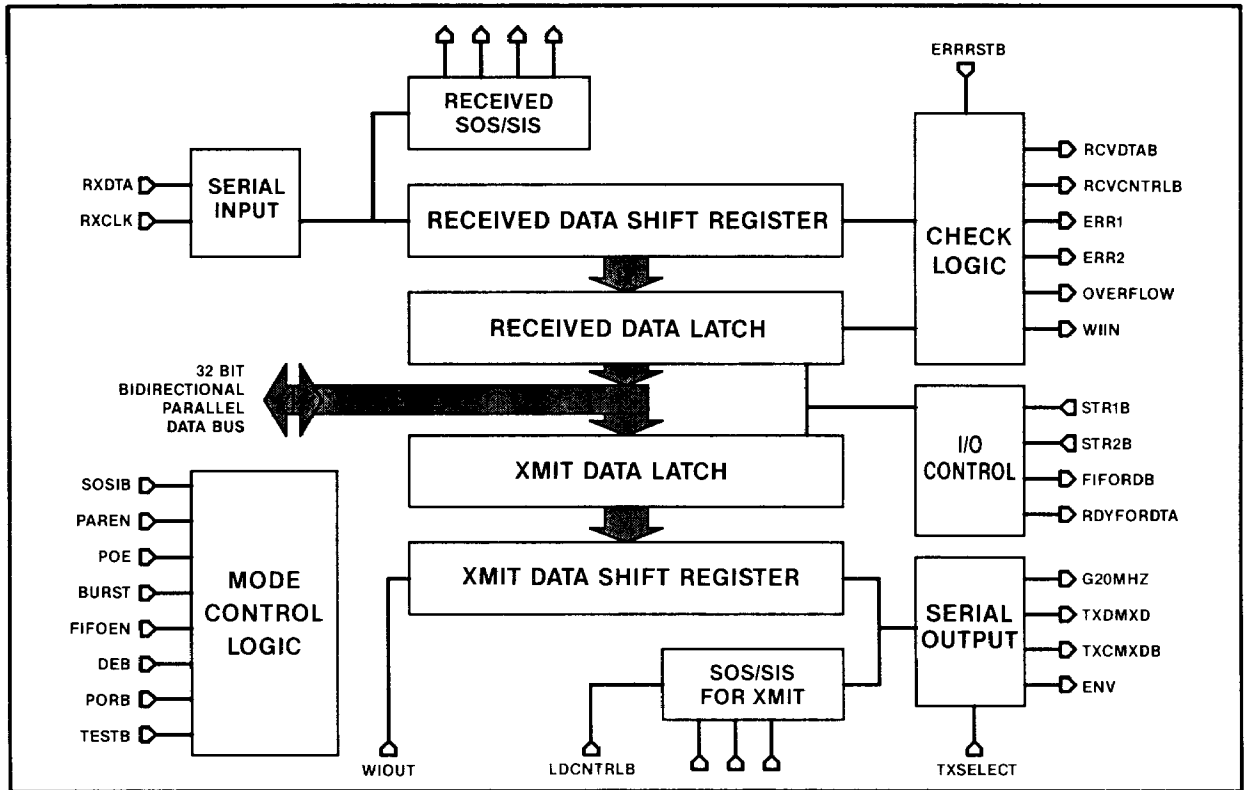 ERRRSTB
RECEIVED
SOS/SIS
RXDTA
RXCLK
SERIAL
INPUT
RECEIVED DATA SHIFT REGISTER
CHECK
LOGIC
RCVDTAB
RCVCNTRLB
ERR1
ERR2
OVERFLOW
WIIN
RECEIVED DATA LATCH
32 BIT
BIDIRECTIONAL
PARALLEL
DATA BUS
I/O
CONTROL
STR1B
STR2B
FIFORDB
RDYFORDTA
XMIT DATA LATCH
SOSIB
PAREN
POE
BURST
FIFOEN
DEB
PORB
TESTB
MODE
CONTROL
LOGIC
XMIT DATA SHIFT REGISTER
SERIAL
OUTPUT
G20MHZ
TXDMXD
TXCMXDB
ENV
SOS/SIS
FOR XMIT
WIOUT
LDCNTRLB
TXSELECT